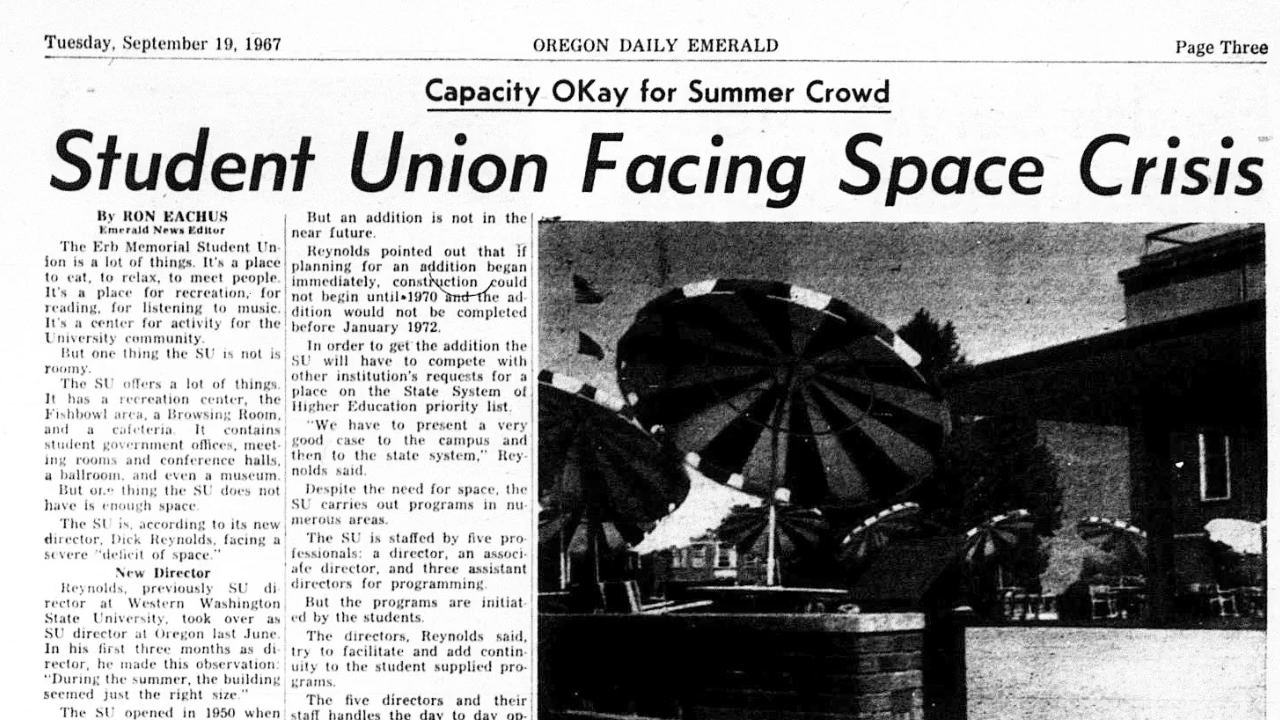 Tuesday, September 19, 1967
OREGON DAILY EMERALD
Page Three
Capacity OKay for Summer Crowd
Student Union Facing Space Crisis
By RON EACHUS
Emerald News Editor
The Erb Memorial Student Un-
ion is a lot of things. It's a place
to eat, to relax, to meet people.
It's a place for recreation, for
reading, for listening to music.
It's a center for activity for the
University community.
But one thing the SU is not is
roomy.
The SU offers a lot of things.
It has a recreation center, the
Fishbowl area, a Browsing Room,
and a cafeteria. It contains
student government offices, meet-
ing rooms and conference halls,
a ballroom, and even a museum.
But one thing the SU does not
have is enough space.
The SU is, according to its new
director, Dick Reynolds, facing a
severe "deficit of space."
New Director
Reynolds, previously SU di-
rector at Western Washington
State University, took over as
SU director at Oregon last June.
In his first three months as di-
rector, he made this observation:
"During the summer, the building
seemed just the right size."
The SU opened in 1950 when
But an addition is not in the
near future.
Reynolds pointed out that if
planning for an addition began
immediately, construction could
not begin until 1970 and the ad-
dition would not be completed
before January 1972.
In order to get the addition the
SU will have to compete with
other institution's requests for a
place on the State System of
Higher Education priority list.
"We have to present a very
good case to the campus and
then to the state system," Rey-
nolds said.
Despite the need for space, the
SU carries out programs in nu-
merous areas.
The SU is staffed by five pro-
fessionals: a director, an associ-
ate director, and three assistant
directors for programming.
But the programs are initiat-
ed by the students.
The directors, Reynolds said,
try to facilitate and add contin-
uity to the student supplied pro-
grams.
The five directors and their
staff handles the day to day op-